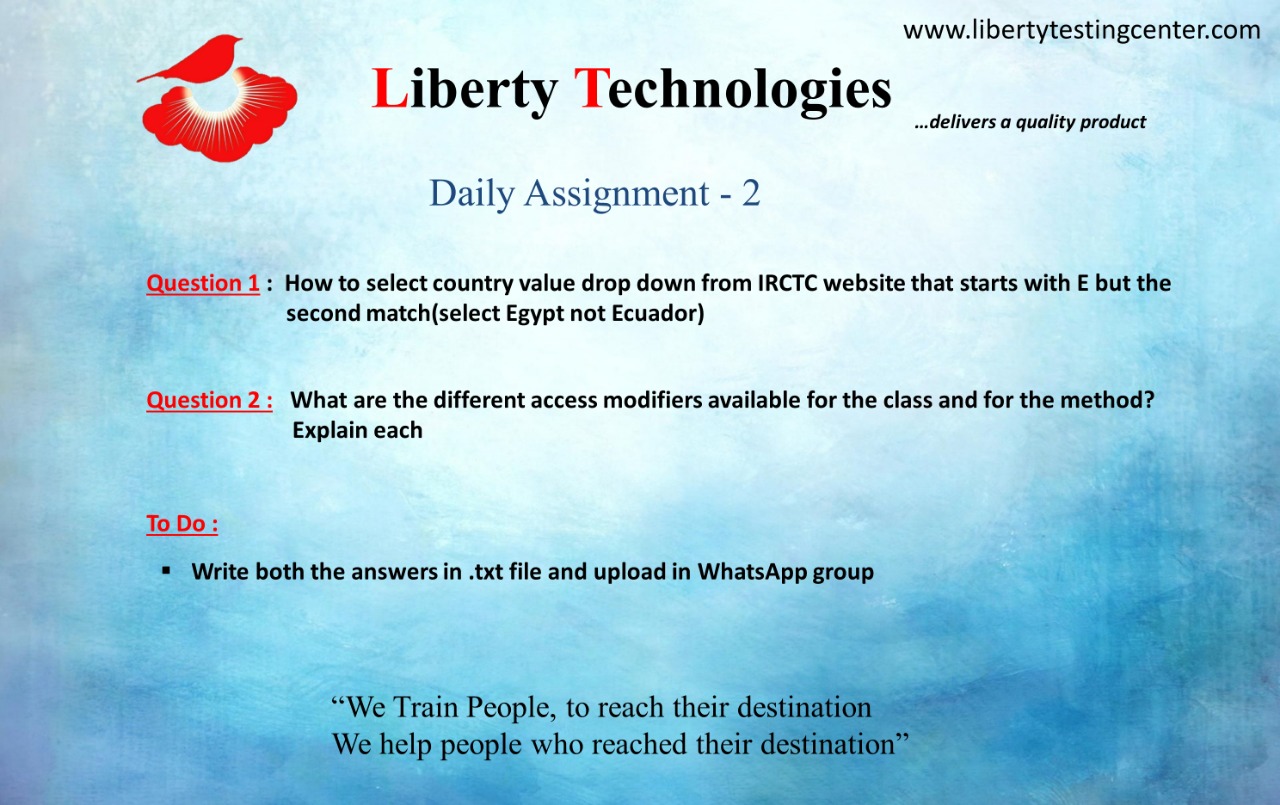 www.libertytestingcenter.com
Liberty Technologies
...delivers a quality product
Daily Assignment - 2
Question 1 : How to select country value drop down from IRCTC website that starts with E but the
second match(select Egypt not Ecuador)
Question 2 : What are the different access modifiers available for the class and for the method?
Explain each
To Do :
▪ Write both the answers in .txt file and upload in WhatsApp group
“We Train People, to reach their destination
We help people who reached their destination”